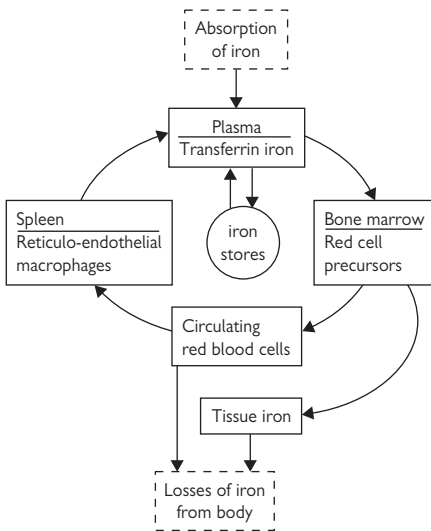 Absorption
of iron
Plasma
Transferrin iron
Spleen
Reticulo-endothelial
macrophages
iron
stores
Bone marrow
Red cell
precursors
Circulating
red blood cells
Tissue iron
Losses of iron
from body